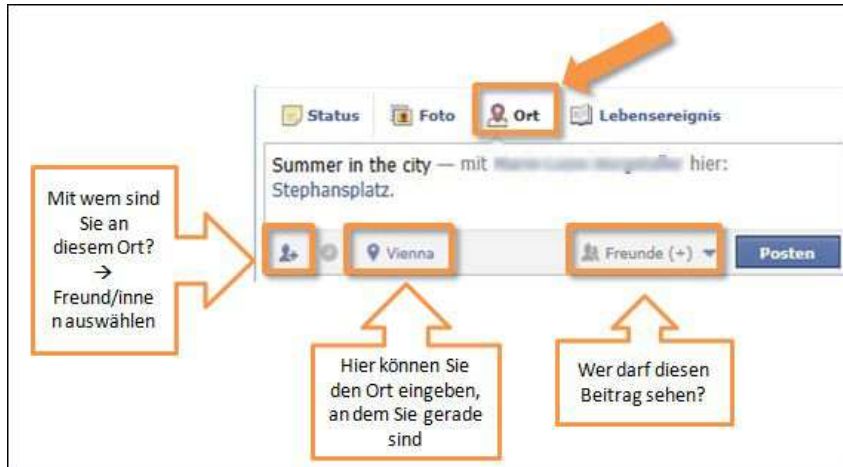 Status Foto Ort Lebensereignis
Summer in the city — mit hier:
Stephansplatz.
Vienna Freunde (+) Posten
Mit wem sind
Sie an
diesem Ort?
→
Freund/inne
n auswählen
Hier können Sie
den Ort eingeben,
an dem Sie gerade
sind
Wer darf diesen
Beitrag sehen?